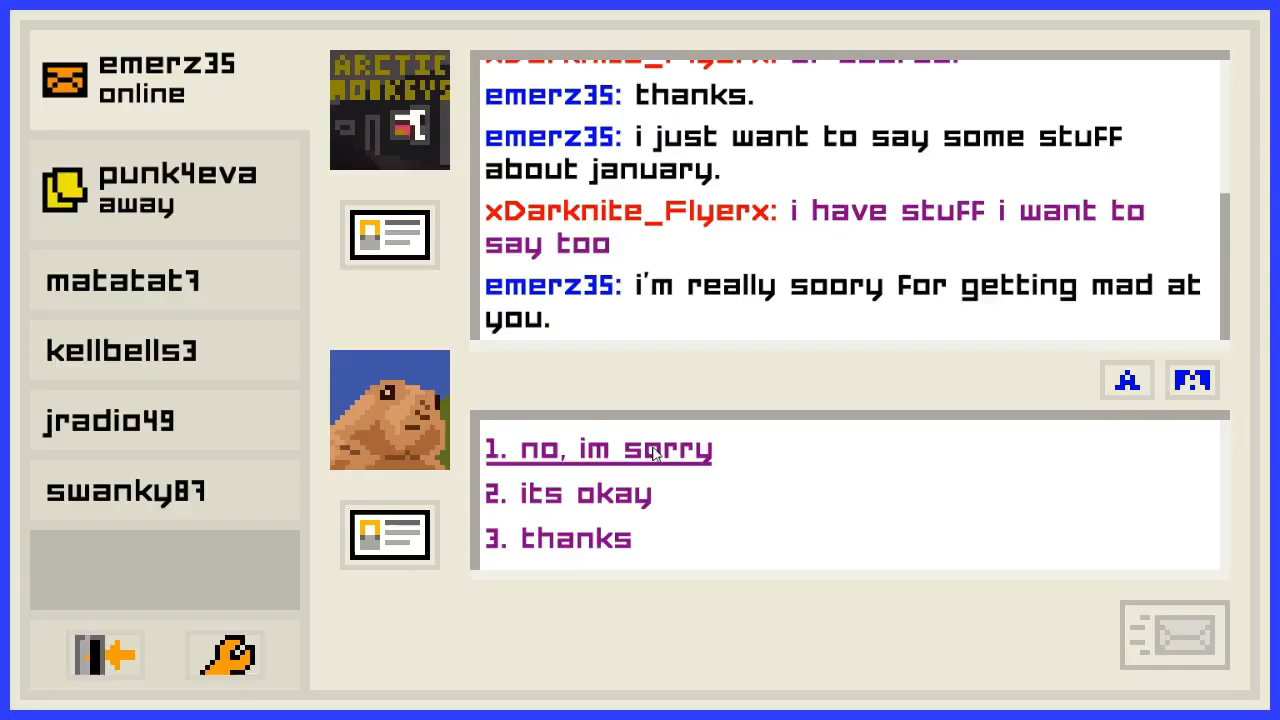 emerz35
online
punk4eva
away
matatat7
kellbells3
jradio49
swanky87
ARCTIC
MONKEYS
emerz35: thanks.
emerz35: i just want to say some stuff
about january.
xDarknite_Flyerx: i have stuff i want to
say too
emerz35: i'm really soory for getting mad at
you.
A
1. no, im sorry
2. its okay
3. thanks